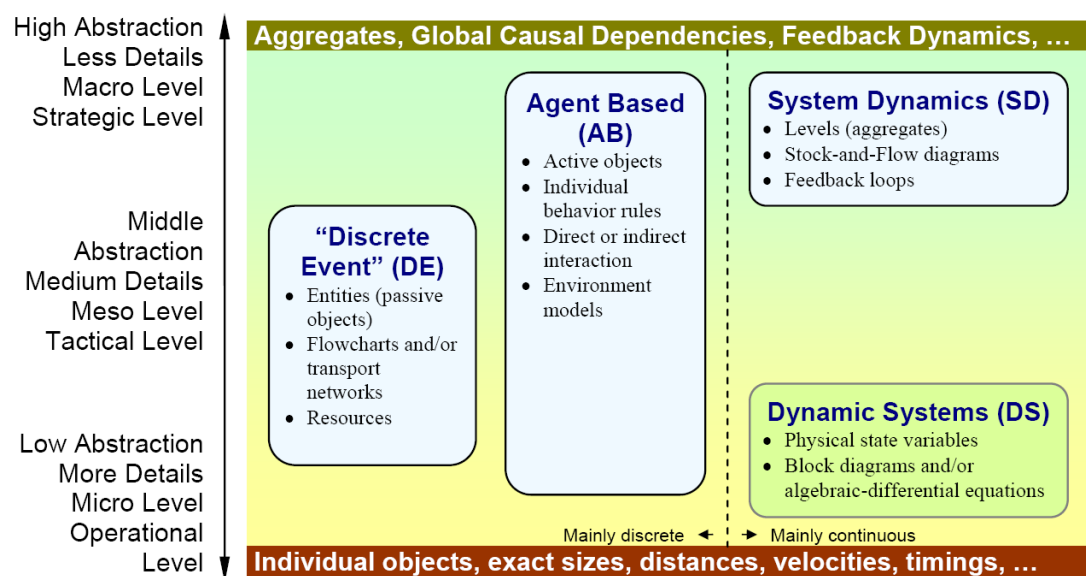 High Abstraction
Less Details
Macro Level
Strategic Level
Middle
Abstraction
Medium Details
Meso Level
Tactical Level
Low Abstraction
More Details
Micro Level
Operational
Level
Aggregates, Global Causal Dependencies, Feedback Dynamics, …
“Discrete
Event” (DE)
• Entities (passive
objects)
• Flowcharts and/or
transport
networks
• Resources
Agent Based
(AB)
• Active objects
• Individual
behavior rules
• Direct or indirect
interaction
• Environment
models
System Dynamics (SD)
• Levels (aggregates)
• Stock-and-Flow diagrams
• Feedback loops
Dynamic Systems (DS)
• Physical state variables
• Block diagrams and/or
algebraic-differential equations
Mainly discrete
Mainly continuous
Individual objects, exact sizes, distances, velocities, timings, …